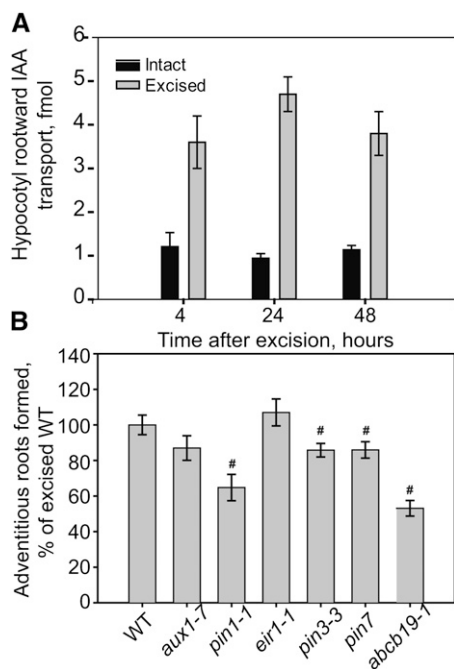 A
Hypocotyl rootward IAA
transport, fmol
6
5
4
3
2
1
0
Intact
Excised
4 24 48
Time after excision, hours
B
Adventitious roots formed,
% of excised WT
140
120
100
80
60
40
20
0
# # # #
WT aux1-7 pin1-1 eir1-1 pin3-3 pin7 abcb19-1